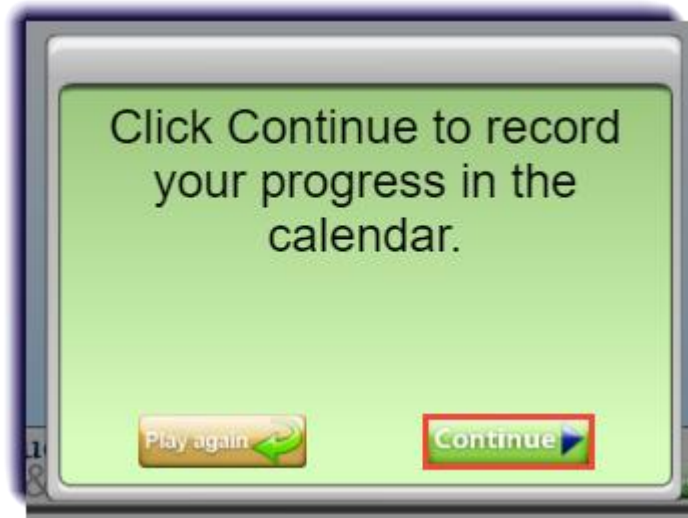 Click Continue to record
your progress in the
calendar.
Play again
Continue
&